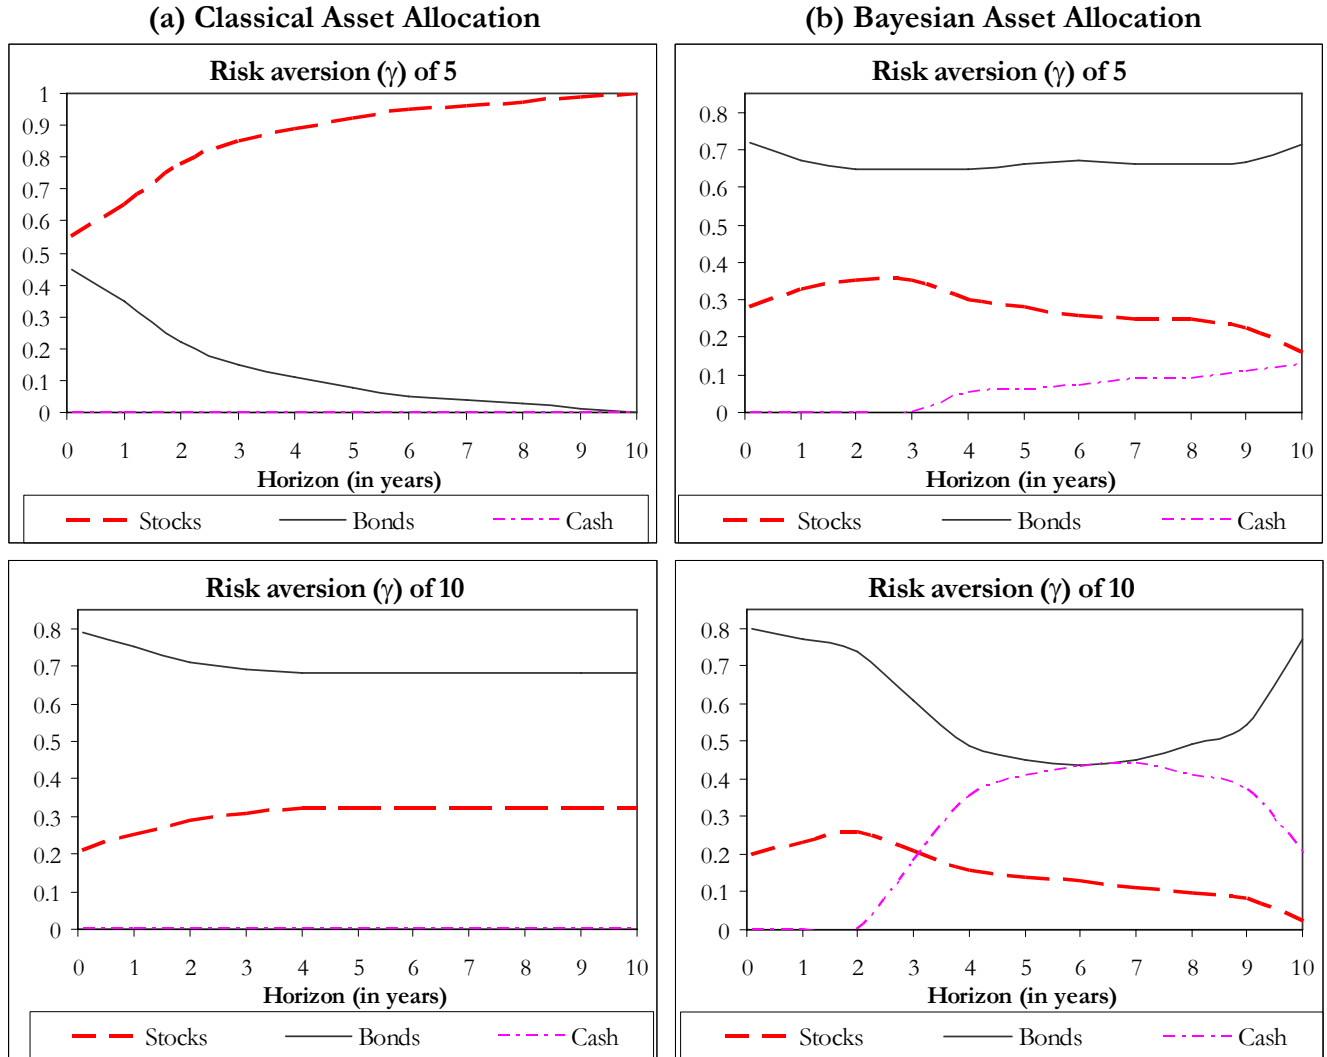 (a) Classical Asset Allocation
(b) Bayesian Asset Allocation
Risk aversion (γ) of 5
1
0.9
0.8
0.7
0.6
0.5
0.4
0.3
0.2
0.1
0
0 1 2 3 4 5 6 7 8 9 10
Horizon (in years)
Stocks Bonds Cash
Risk aversion (γ) of 5
0.8
0.7
0.6
0.5
0.4
0.3
0.2
0.1
0
0 1 2 3 4 5 6 7 8 9 10
Horizon (in years)
Stocks Bonds Cash
Risk aversion (γ) of 10
0.8
0.7
0.6
0.5
0.4
0.3
0.2
0.1
0
0 1 2 3 4 5 6 7 8 9 10
Horizon (in years)
Stocks Bonds Cash
Risk aversion (γ) of 10
0.8
0.7
0.6
0.5
0.4
0.3
0.2
0.1
0
0 1 2 3 4 5 6 7 8 9 10
Horizon (in years)
Stocks Bonds Cash